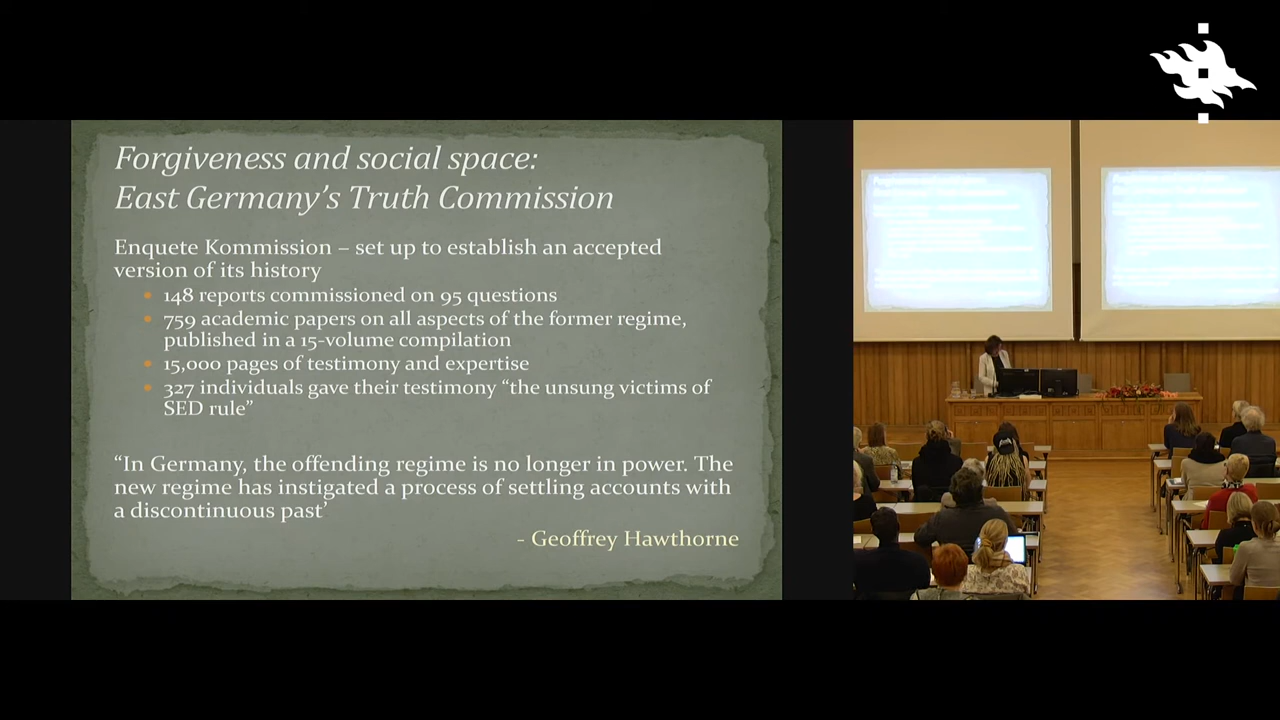 Forgiveness and social space:
East Germany’s Truth Commission
Enquete Kommission – set up to establish an accepted
version of its history
• 148 reports commissioned on 95 questions
• 759 academic papers on all aspects of the former regime,
published in a 15-volume compilation
• 15,000 pages of testimony and expertise
• 327 individuals gave their testimony “the unsung victims of
SED rule”
“In Germany, the offending regime is no longer in power. The
new regime has instigated a process of settling accounts with
a discontinuous past’
- Geoffrey Hawthorne